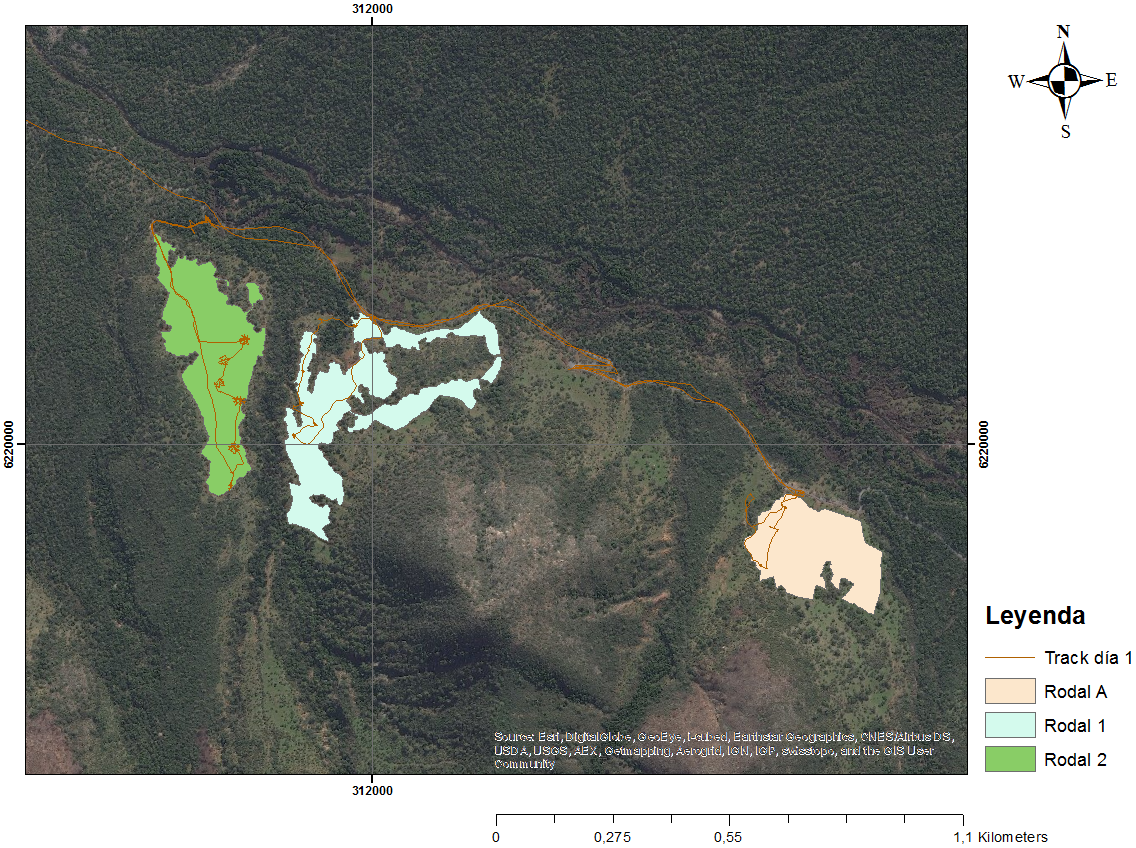 312000
N
W
E
S
6220000
6220000
Leyenda
Track día 1
Rodal A
Rodal 1
Rodal 2
Source: Esri, DigitalGlobe, GeoEye, i-cubed, Earthstar Geographics, CNES/Airbus DS,
USDA, USGS, AEX, Getmapping, Aerogrid, IGN, IGP, swisstopo, and the GIS User
Community
312000
0
0,275
0,55
1,1 Kilometers